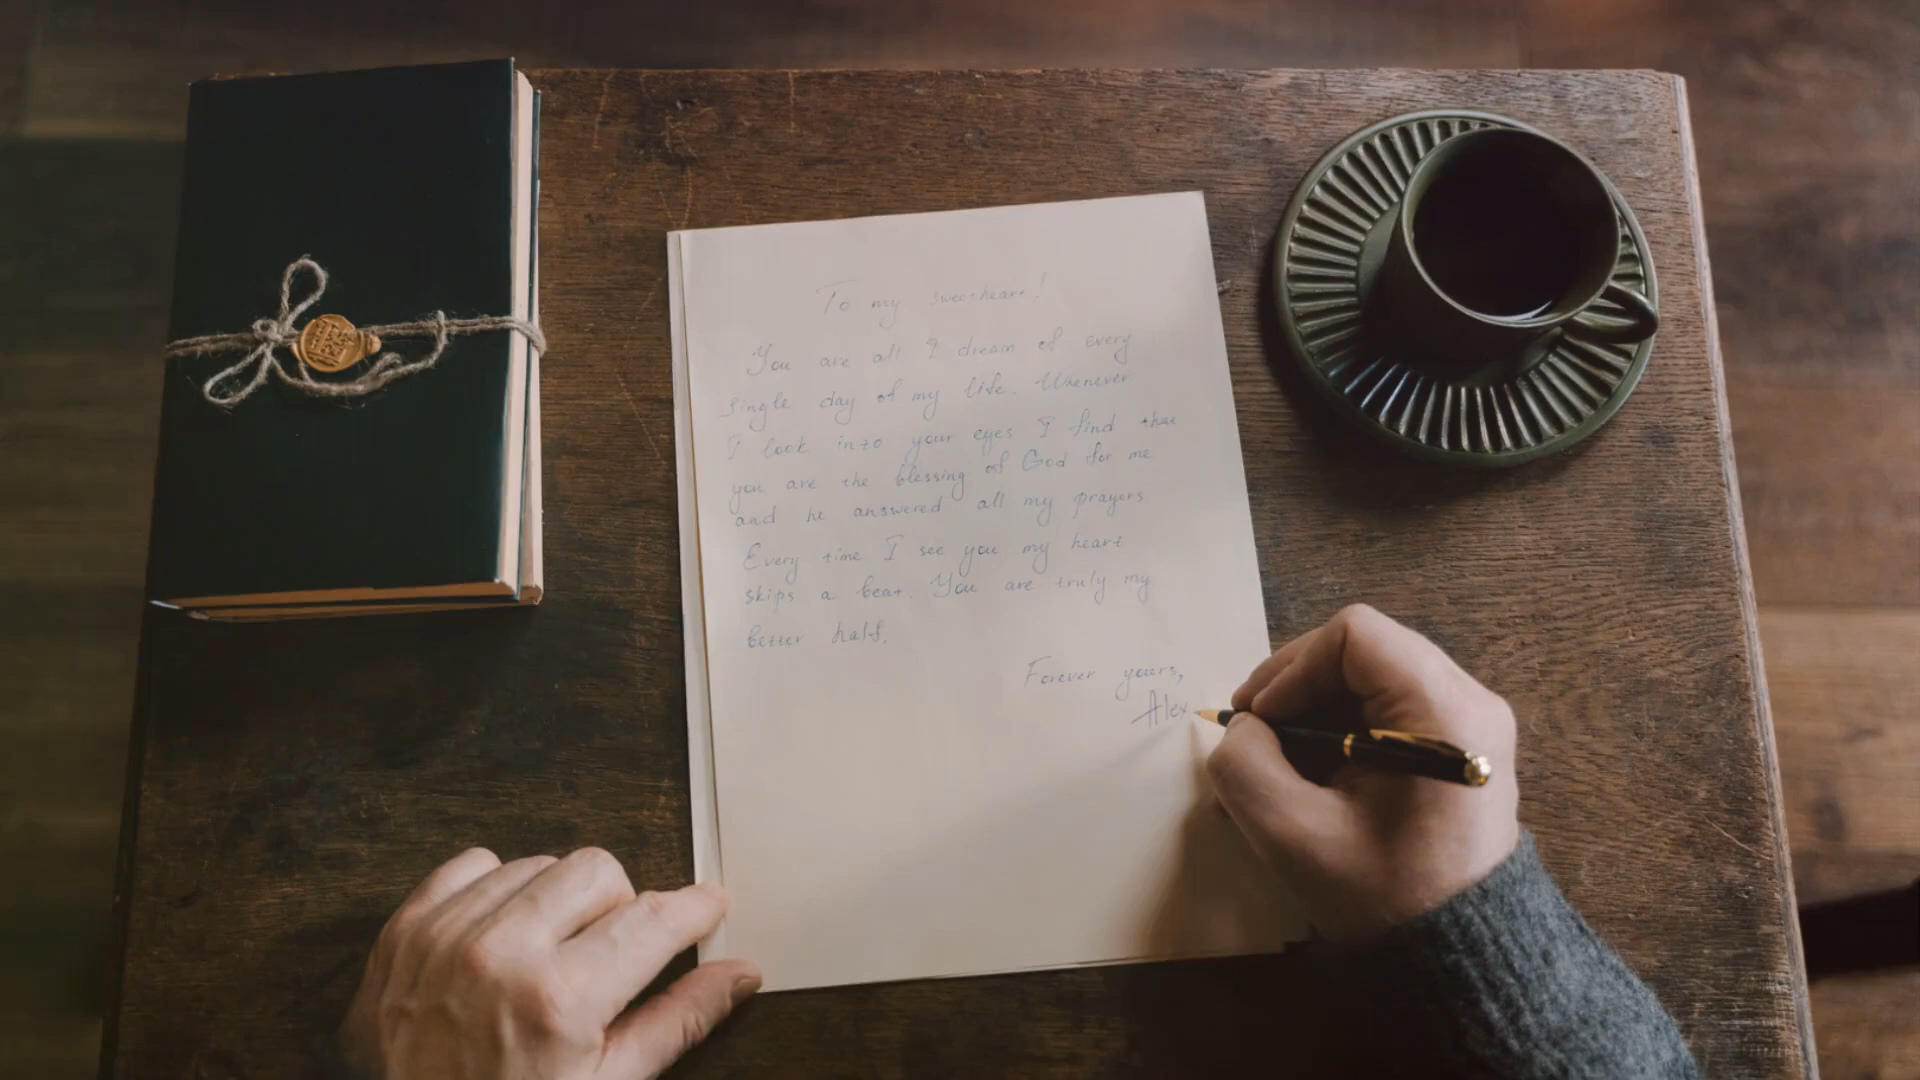 To my sweetheart!
You are all I dream of every
single day of my life. Whenever
I look into your eyes I find that
you are the blessing of God for me
and he answered all my prayers
Every time I see you my heart
skips a beat. You are truly my
better half.
Forever yours,
Alex